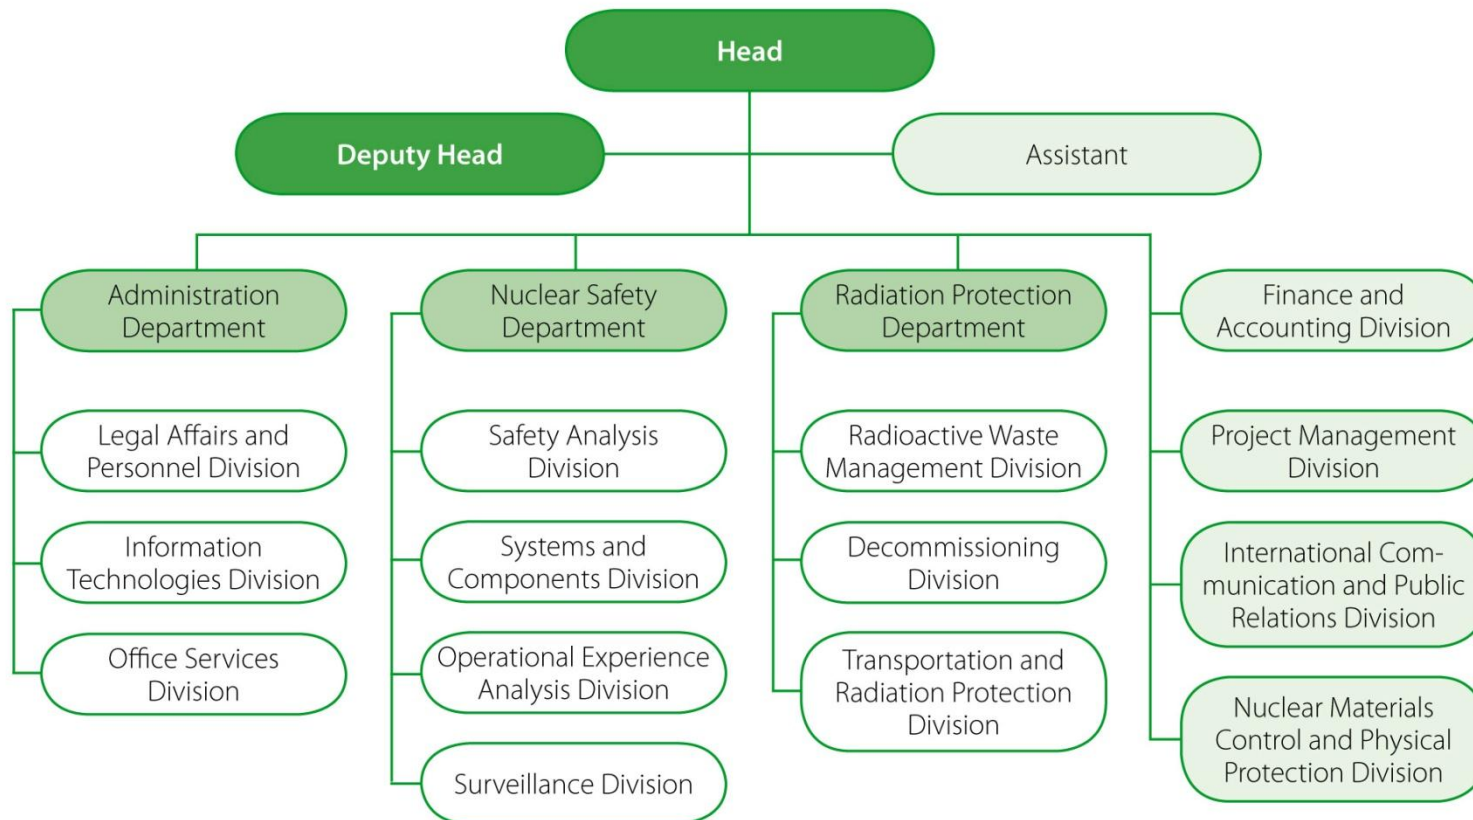 Head
Deputy Head
Assistant
Administration
Department
Legal Affairs and
Personnel Division
Information
Technologies Division
Office Services
Division
Nuclear Safety
Department
Safety Analysis
Division
Systems and
Components Division
Operational Experience
Analysis Division
Surveillance Division
Radiation Protection
Department
Radioactive Waste
Management Division
Decommissioning
Division
Transportation and
Radiation Protection
Division
Finance and
Accounting Division
Project Management
Division
International Com-
munication and Public
Relations Division
Nuclear Materials
Control and Physical
Protection Division